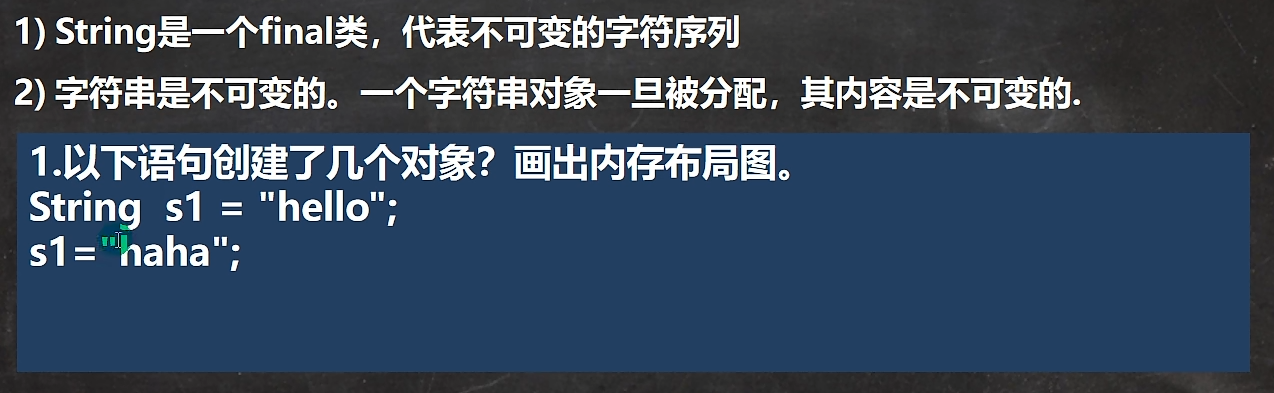 1) String是一个final类，代表不可变的字符序列
2) 字符串是不可变的。一个字符串对象一旦被分配，其内容是不可变的.
1.以下语句创建了几个对象？画出内存布局图。
String s1 = "hello";
s1="haha";